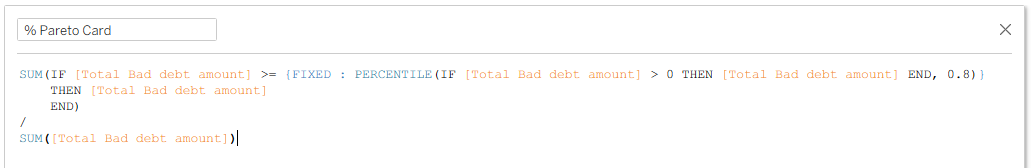 % Pareto Card
SUM(IF [Total Bad debt amount] >= {FIXED : PERCENTILE(IF [Total Bad debt amount] > 0 THEN [Total Bad debt amount] END, 0.8)}
THEN [Total Bad debt amount]
END)
/
SUM([Total Bad debt amount])